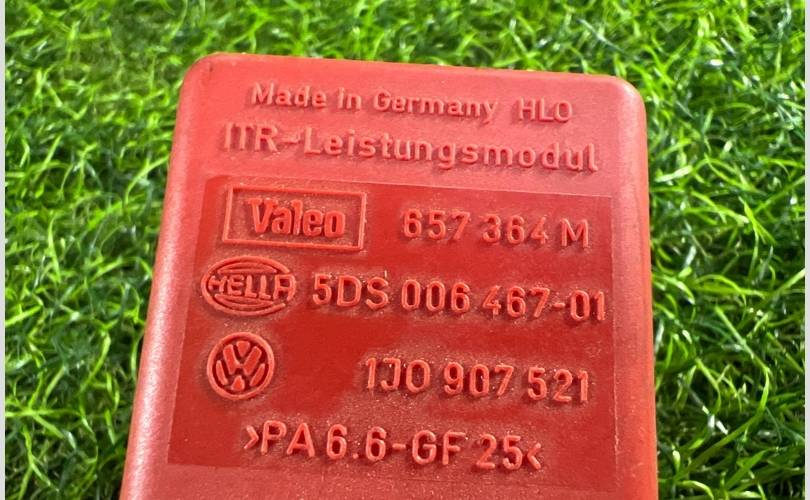 Made in Germany HLO
ITR-Leistungsmodul
Valeo 657 364 M
HELLA 5DS 006 467-01
VW 1J0 907 521
>PA 6.6-GF 25<